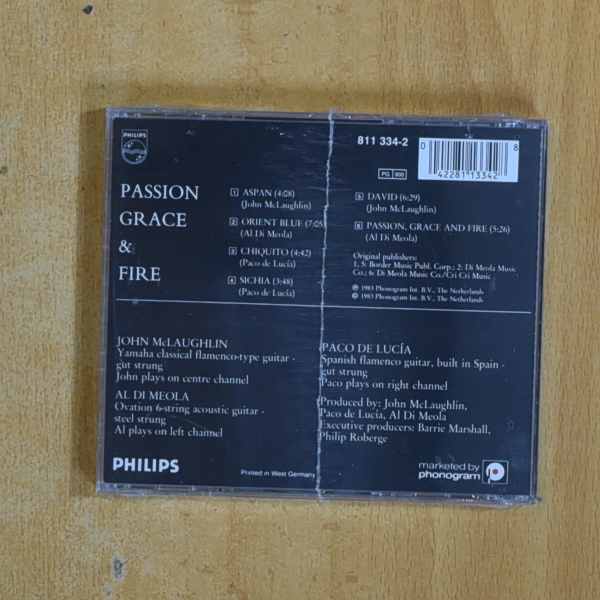 PHILIPS
811 334-2
PG 900
0 42281 13342 8
PASSION
GRACE
&
FIRE
1 ASPAN (4:08)
(John McLaughlin)
2 ORIENT BLUE (7:05)
(Al Di Meola)
3 CHIQUITO (4:42)
(Paco de Lucía)
4 SICHIA (3:48)
(Paco de Lucía)
5 DAVID (6:29)
(John McLaughlin)
6 PASSION, GRACE AND FIRE (5:26)
(Al Di Meola)
Original publishers:
1, 5: Border Music Publ. Corp.; 2: Di Meola Music
Co.; 6: Di Meola Music Co./Cri Cri Music
℗ 1983 Phonogram Int. B.V., The Netherlands
© 1983 Phonogram Int. B.V., The Netherlands
JOHN McLAUGHLIN
Yamaha classical flamenco-type guitar -
gut strung
John plays on centre channel
AL DI MEOLA
Ovation 6-string acoustic guitar -
steel strung
Al plays on left channel
PACO DE LUCÍA
Spanish flamenco guitar, built in Spain -
gut strung
Paco plays on right channel
Produced by: John McLaughlin,
Paco de Lucía, Al Di Meola
Executive producers: Barrie Marshall,
Philip Roberge
PHILIPS
Printed in West Germany
marketed by
phonogram